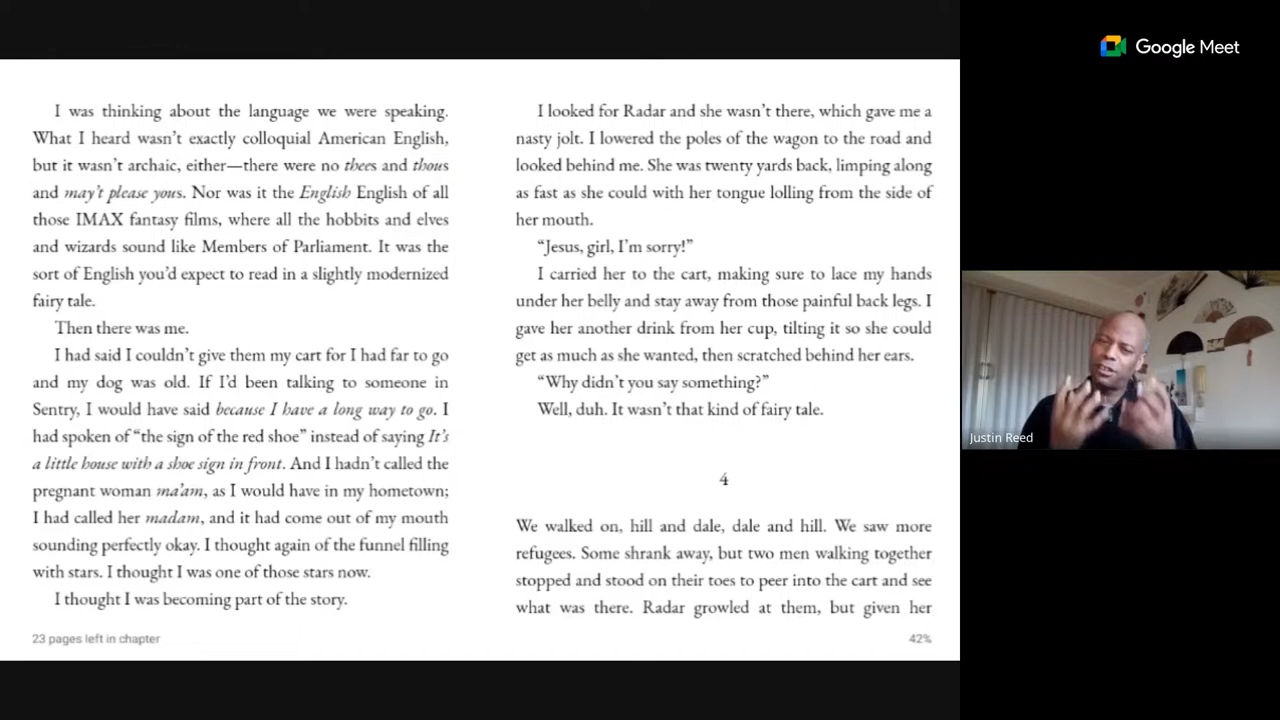 I was thinking about the language we were speaking.
What I heard wasn't exactly colloquial American English,
but it wasn't archaic, either—there were no thees and thous
and may't please yous. Nor was it the English English of all
those IMAX fantasy films, where all the hobbits and elves
and wizards sound like Members of Parliament. It was the
sort of English you'd expect to read in a slightly modernized
fairy tale.
Then there was me.
I had said I couldn't give them my cart for I had far to go
and my dog was old. If I'd been talking to someone in
Sentry, I would have said because I have a long way to go. I
had spoken of “the sign of the red shoe” instead of saying It's
a little house with a shoe sign in front. And I hadn't called the
pregnant woman ma'am, as I would have in my hometown;
I had called her madam, and it had come out of my mouth
sounding perfectly okay. I thought again of the funnel filling
with stars. I thought I was one of those stars now.
I thought I was becoming part of the story.
23 pages left in chapter
I looked for Radar and she wasn't there, which gave me a
nasty jolt. I lowered the poles of the wagon to the road and
looked behind me. She was twenty yards back, limping along
as fast as she could with her tongue lolling from the side of
her mouth.
“Jesus, girl, I'm sorry!”
I carried her to the cart, making sure to lace my hands
under her belly and stay away from those painful back legs. I
gave her another drink from her cup, tilting it so she could
get as much as she wanted, then scratched behind her ears.
“Why didn't you say something?”
Well, duh. It wasn't that kind of fairy tale.
4
We walked on, hill and dale, dale and hill. We saw more
refugees. Some shrank away, but two men walking together
stopped and stood on their toes to peer into the cart and see
what was there. Radar growled at them, but given her
42%
Google Meet
Justin Reed